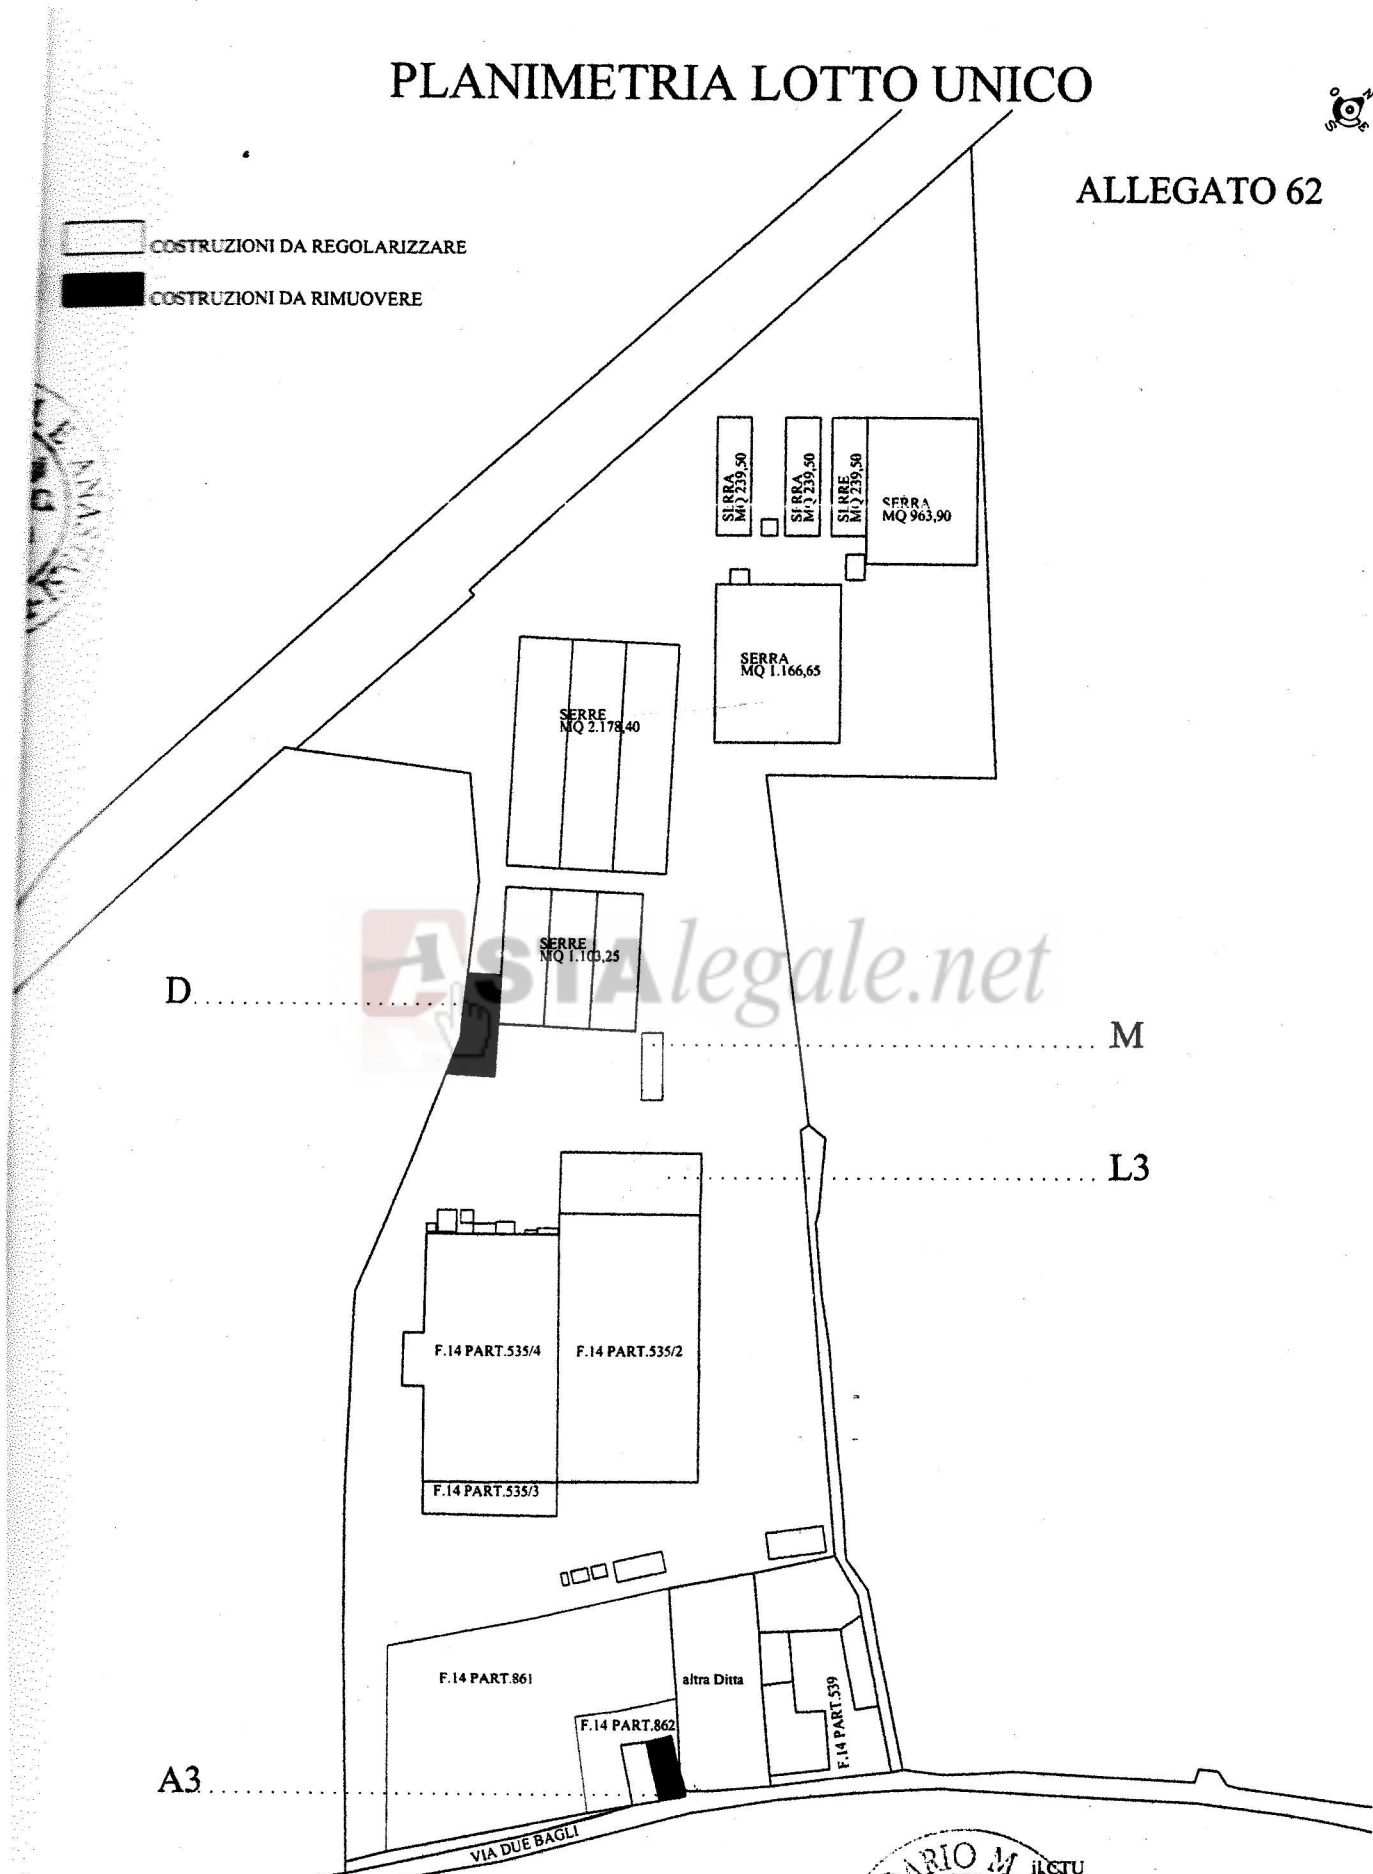 PLANIMETRIA LOTTO UNICO
O N
S E
ALLEGATO 62
COSTRUZIONI DA REGOLARIZZARE
COSTRUZIONI DA RIMUOVERE
SERRA
MQ 239,50
SERRA
MQ 239,50
SERRE
MQ 239,50
SERRA
MQ 963,90
SERRA
MQ 1.166,65
SERRE
MQ 2.178,40
SERRE
MQ 1.103,25
ASTAlegale.net
D
M
L3
F.14 PART.535/4
F.14 PART.535/2
F.14 PART.535/3
F.14 PART.861
altra Ditta
F.14 PART.539
F.14 PART.862
A3
VIA DUE BAGLI
ARIO M
ilCTU